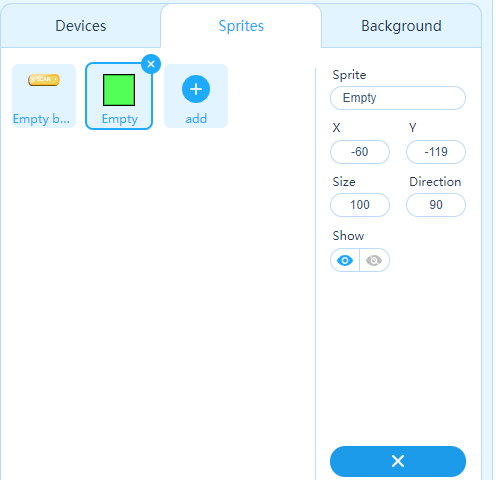 Devices
Sprites
Background
Empty b...
Empty
add
Sprite
Empty
X
Y
-60
-119
Size
Direction
100
90
Show